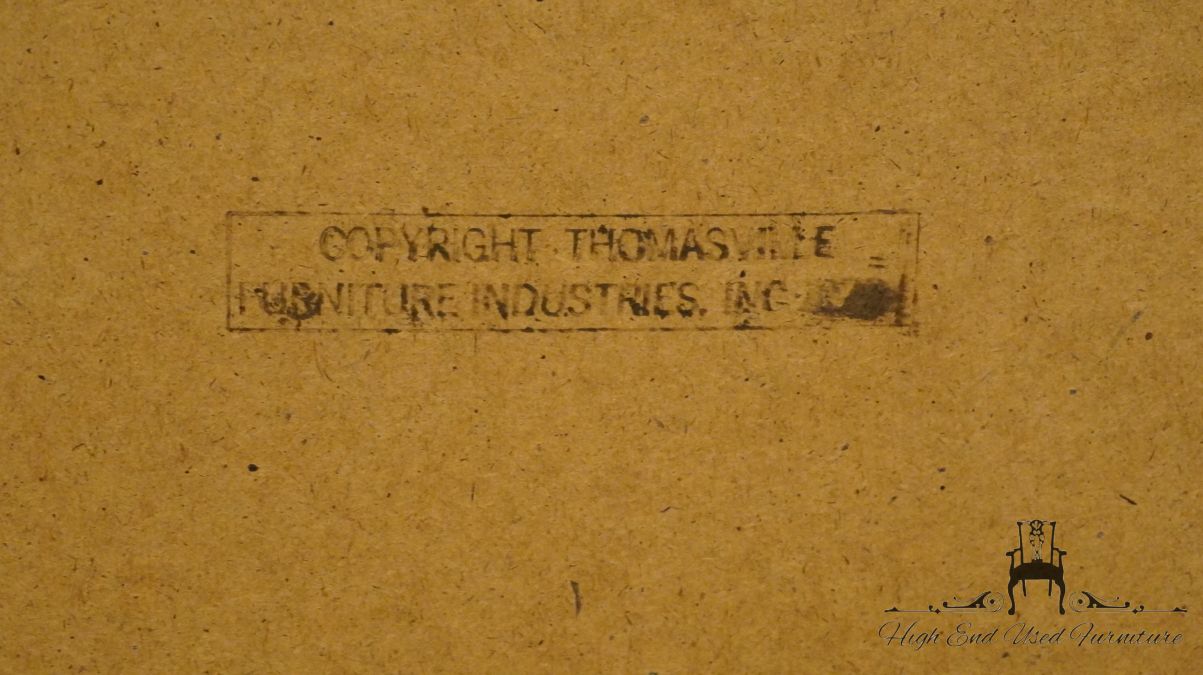 COPYRIGHT THOMASVILLE
FURNITURE INDUSTRIES, INC
High End Used Furniture